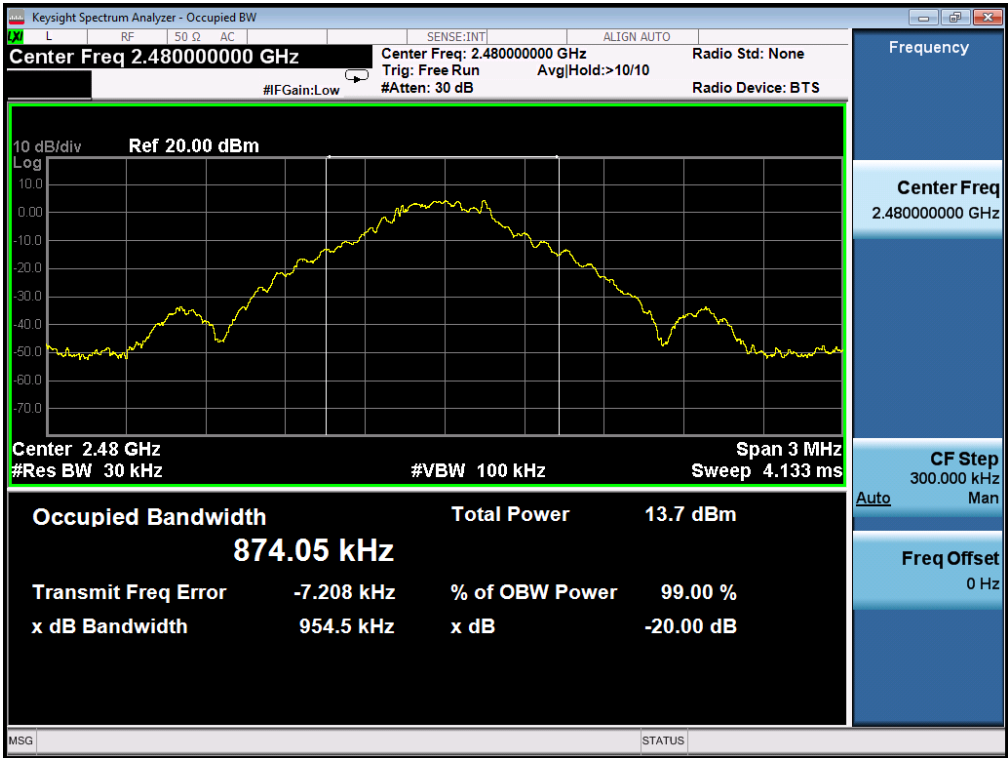 Keysight Spectrum Analyzer - Occupied BW
LXI L RF 50 Ω AC SENSE:INT ALIGN AUTO
Center Freq 2.480000000 GHz
#IFGain:Low
Center Freq: 2.480000000 GHz
Trig: Free Run Avg|Hold:>10/10
#Atten: 30 dB
Radio Std: None
Radio Device: BTS
10 dB/div Ref 20.00 dBm
Log
10.0
0.00
-10.0
-20.0
-30.0
-40.0
-50.0
-60.0
-70.0
Center 2.48 GHz Span 3 MHz
#Res BW 30 kHz #VBW 100 kHz Sweep 4.133 ms
Occupied Bandwidth Total Power 13.7 dBm
874.05 kHz
Transmit Freq Error -7.208 kHz % of OBW Power 99.00 %
x dB Bandwidth 954.5 kHz x dB -20.00 dB
Frequency
Center Freq
2.480000000 GHz
CF Step
300.000 kHz
Auto Man
Freq Offset
0 Hz
MSG STATUS